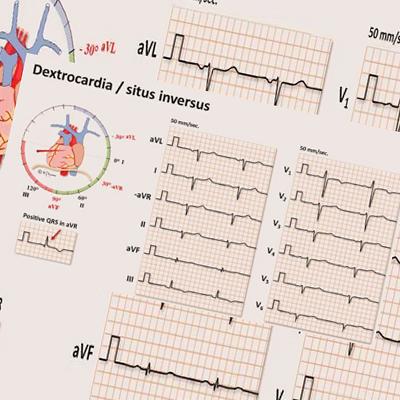 mm/sec.
- 30° aVL
aVL
50 mm/s
V1
Dextrocardia / situs inversus
50 mm/sec.
50 mm/sec.
aVL
I
-aVR
II
aVF
III
V1
V2
V3
V4
V5
V6
- 30° aVL
0° I
30°-aVR
120°
III
90°
aVF
60°
II
Positive QRS in aVR
R
aVF
V